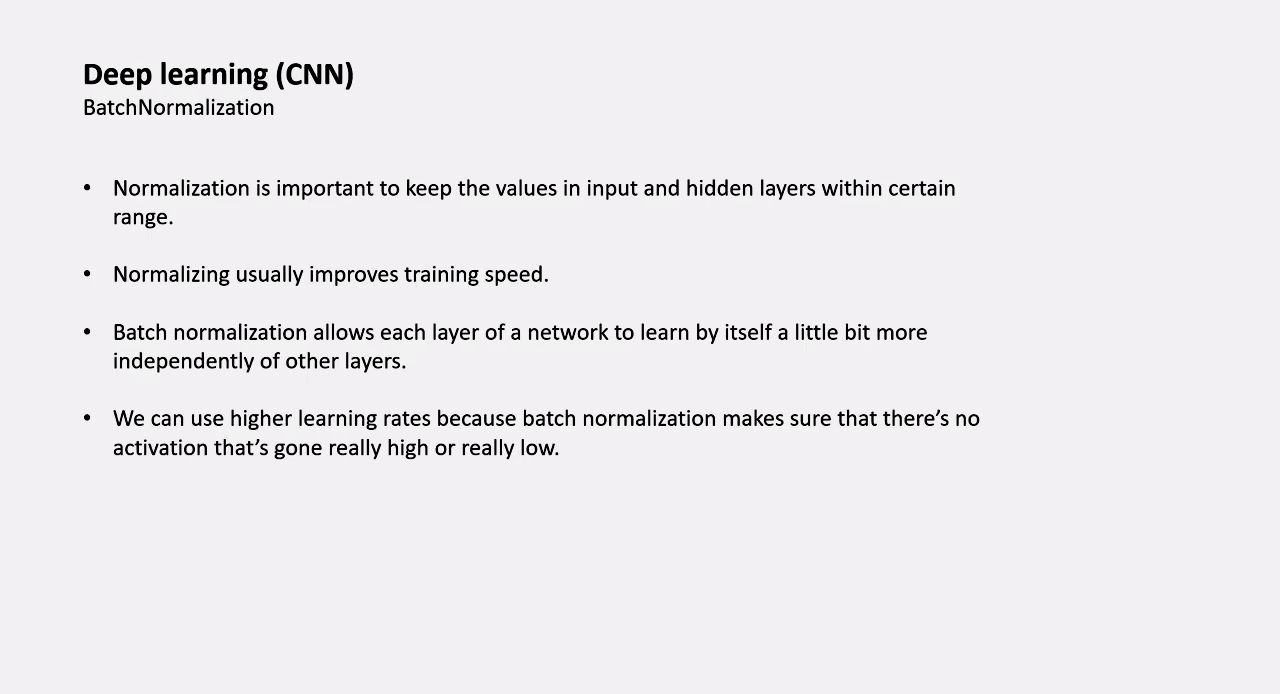 Deep learning (CNN)
BatchNormalization
• Normalization is important to keep the values in input and hidden layers within certain
range.
• Normalizing usually improves training speed.
• Batch normalization allows each layer of a network to learn by itself a little bit more
independently of other layers.
• We can use higher learning rates because batch normalization makes sure that there’s no
activation that’s gone really high or really low.